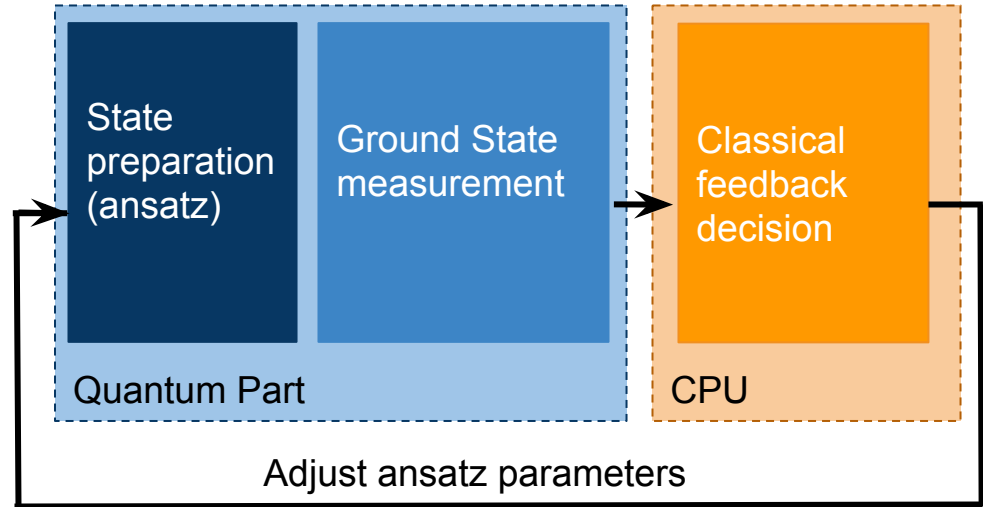 State
preparation
(ansatz)
Ground State
measurement
Classical
feedback
decision
Quantum Part
CPU
Adjust ansatz parameters